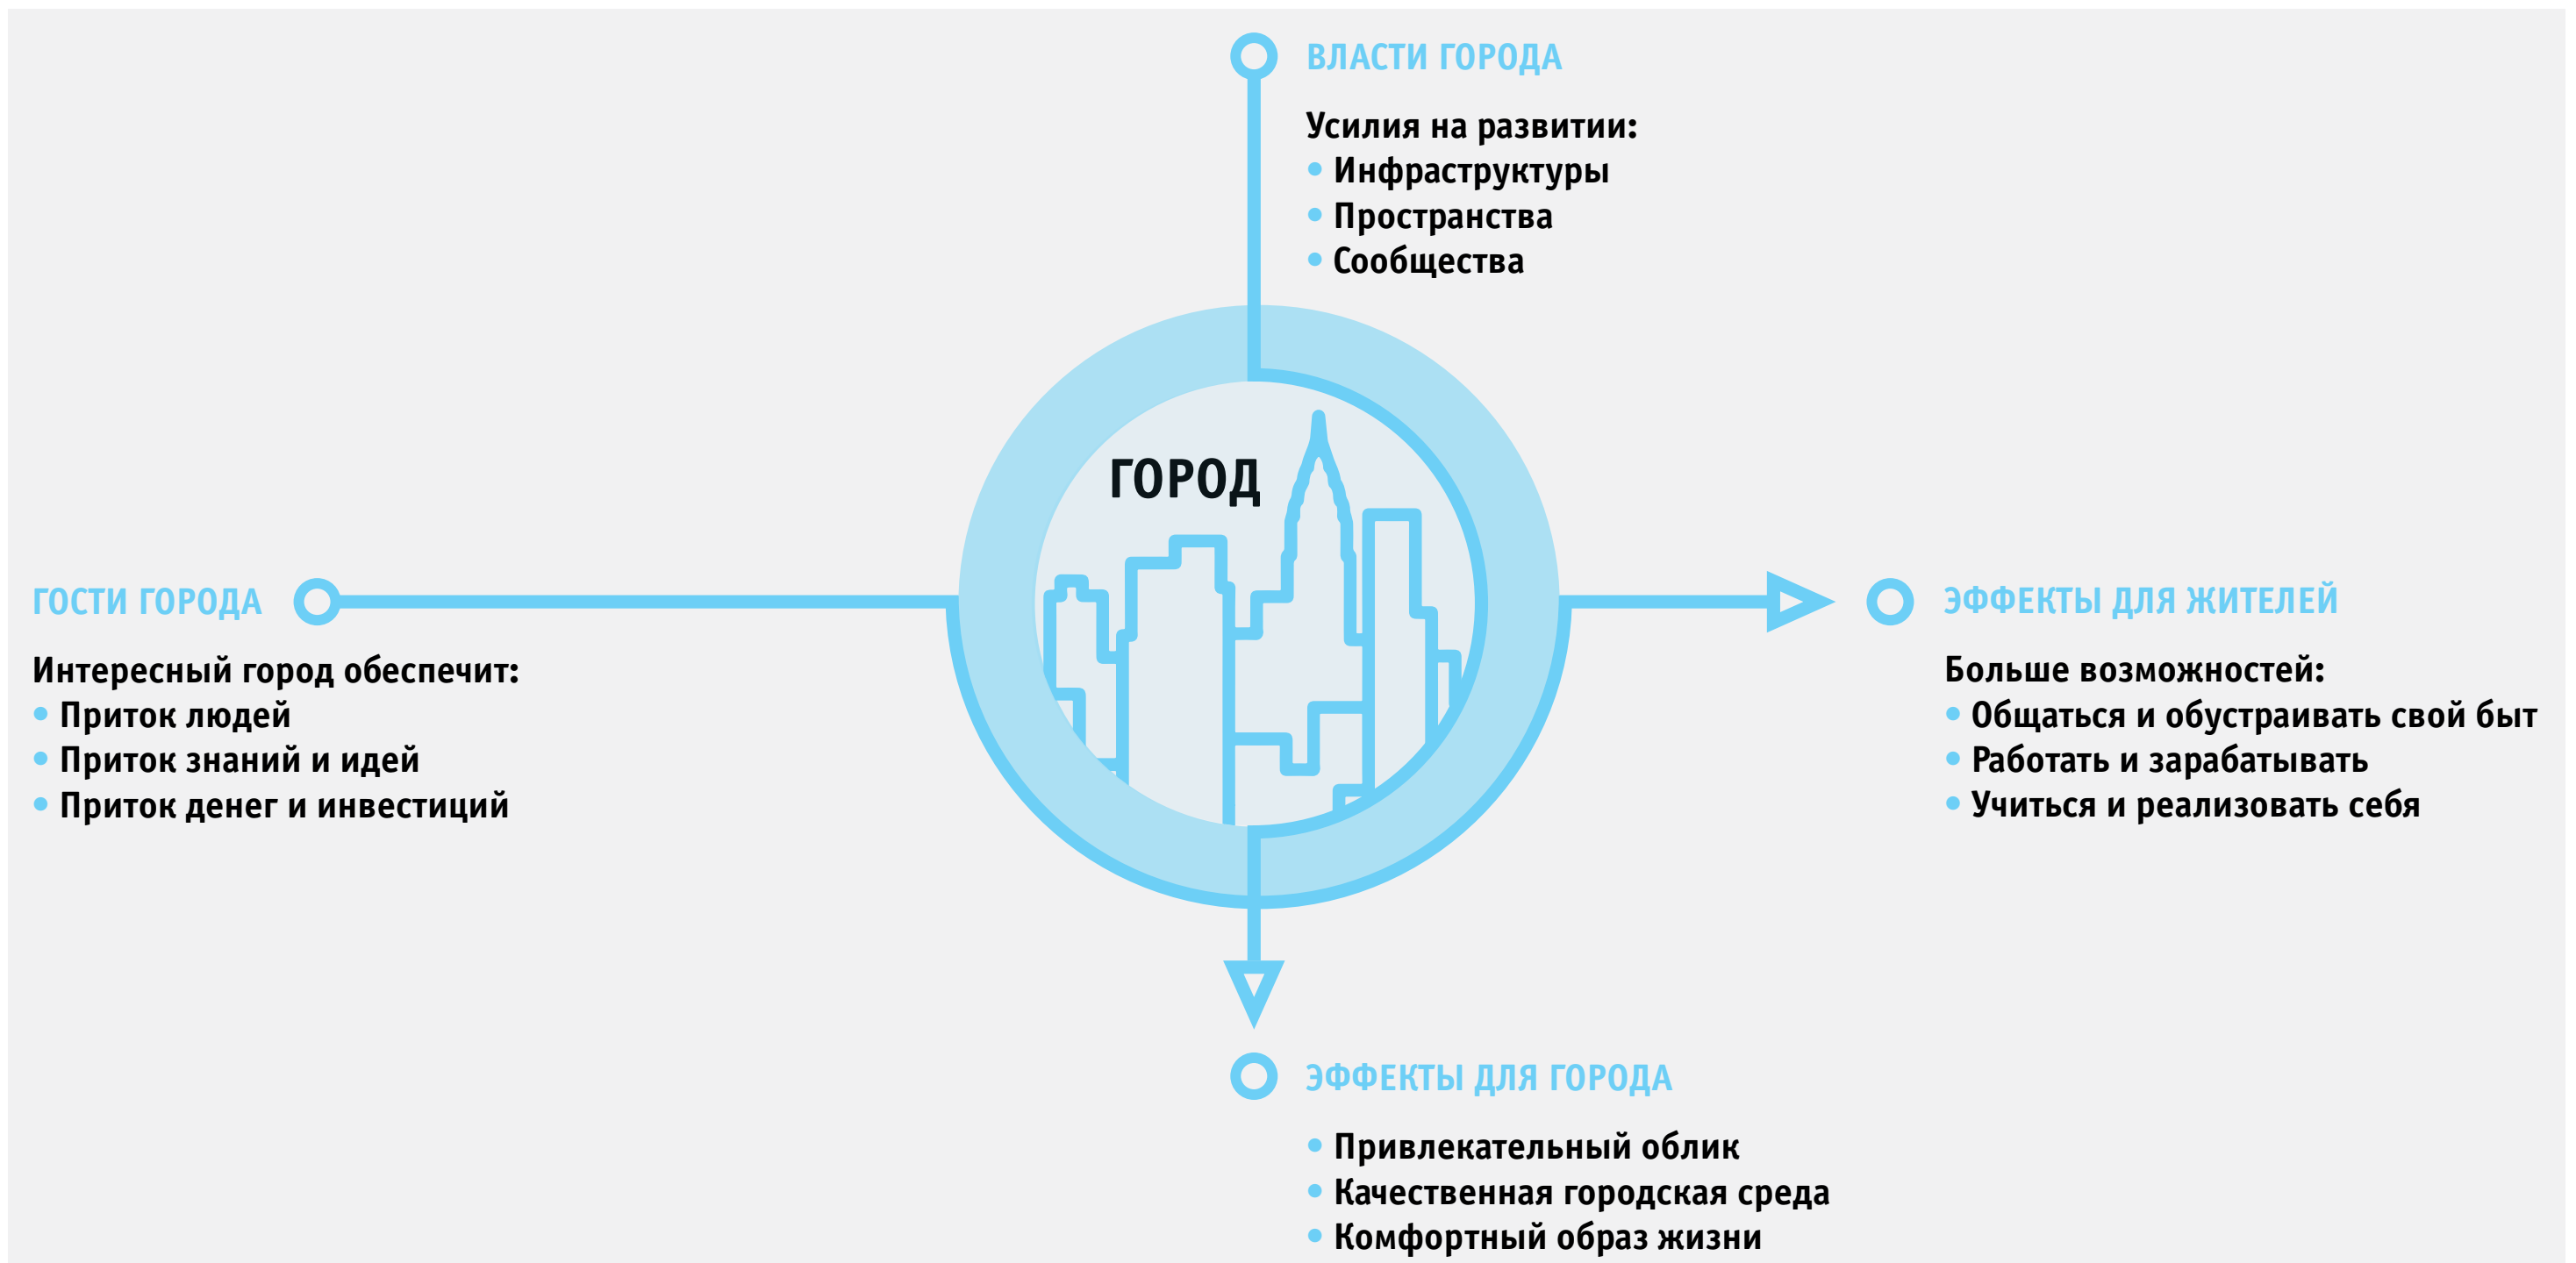 ВЛАСТИ ГОРОДА
Усилия на развитии:
• Инфраструктуры
• Пространства
• Сообщества
ГОРОД
ГОСТИ ГОРОДА
Интересный город обеспечит:
• Приток людей
• Приток знаний и идей
• Приток денег и инвестиций
ЭФФЕКТЫ ДЛЯ ЖИТЕЛЕЙ
Больше возможностей:
• Общаться и обустраивать свой быт
• Работать и зарабатывать
• Учиться и реализовать себя
ЭФФЕКТЫ ДЛЯ ГОРОДА
• Привлекательный облик
• Качественная городская среда
• Комфортный образ жизни